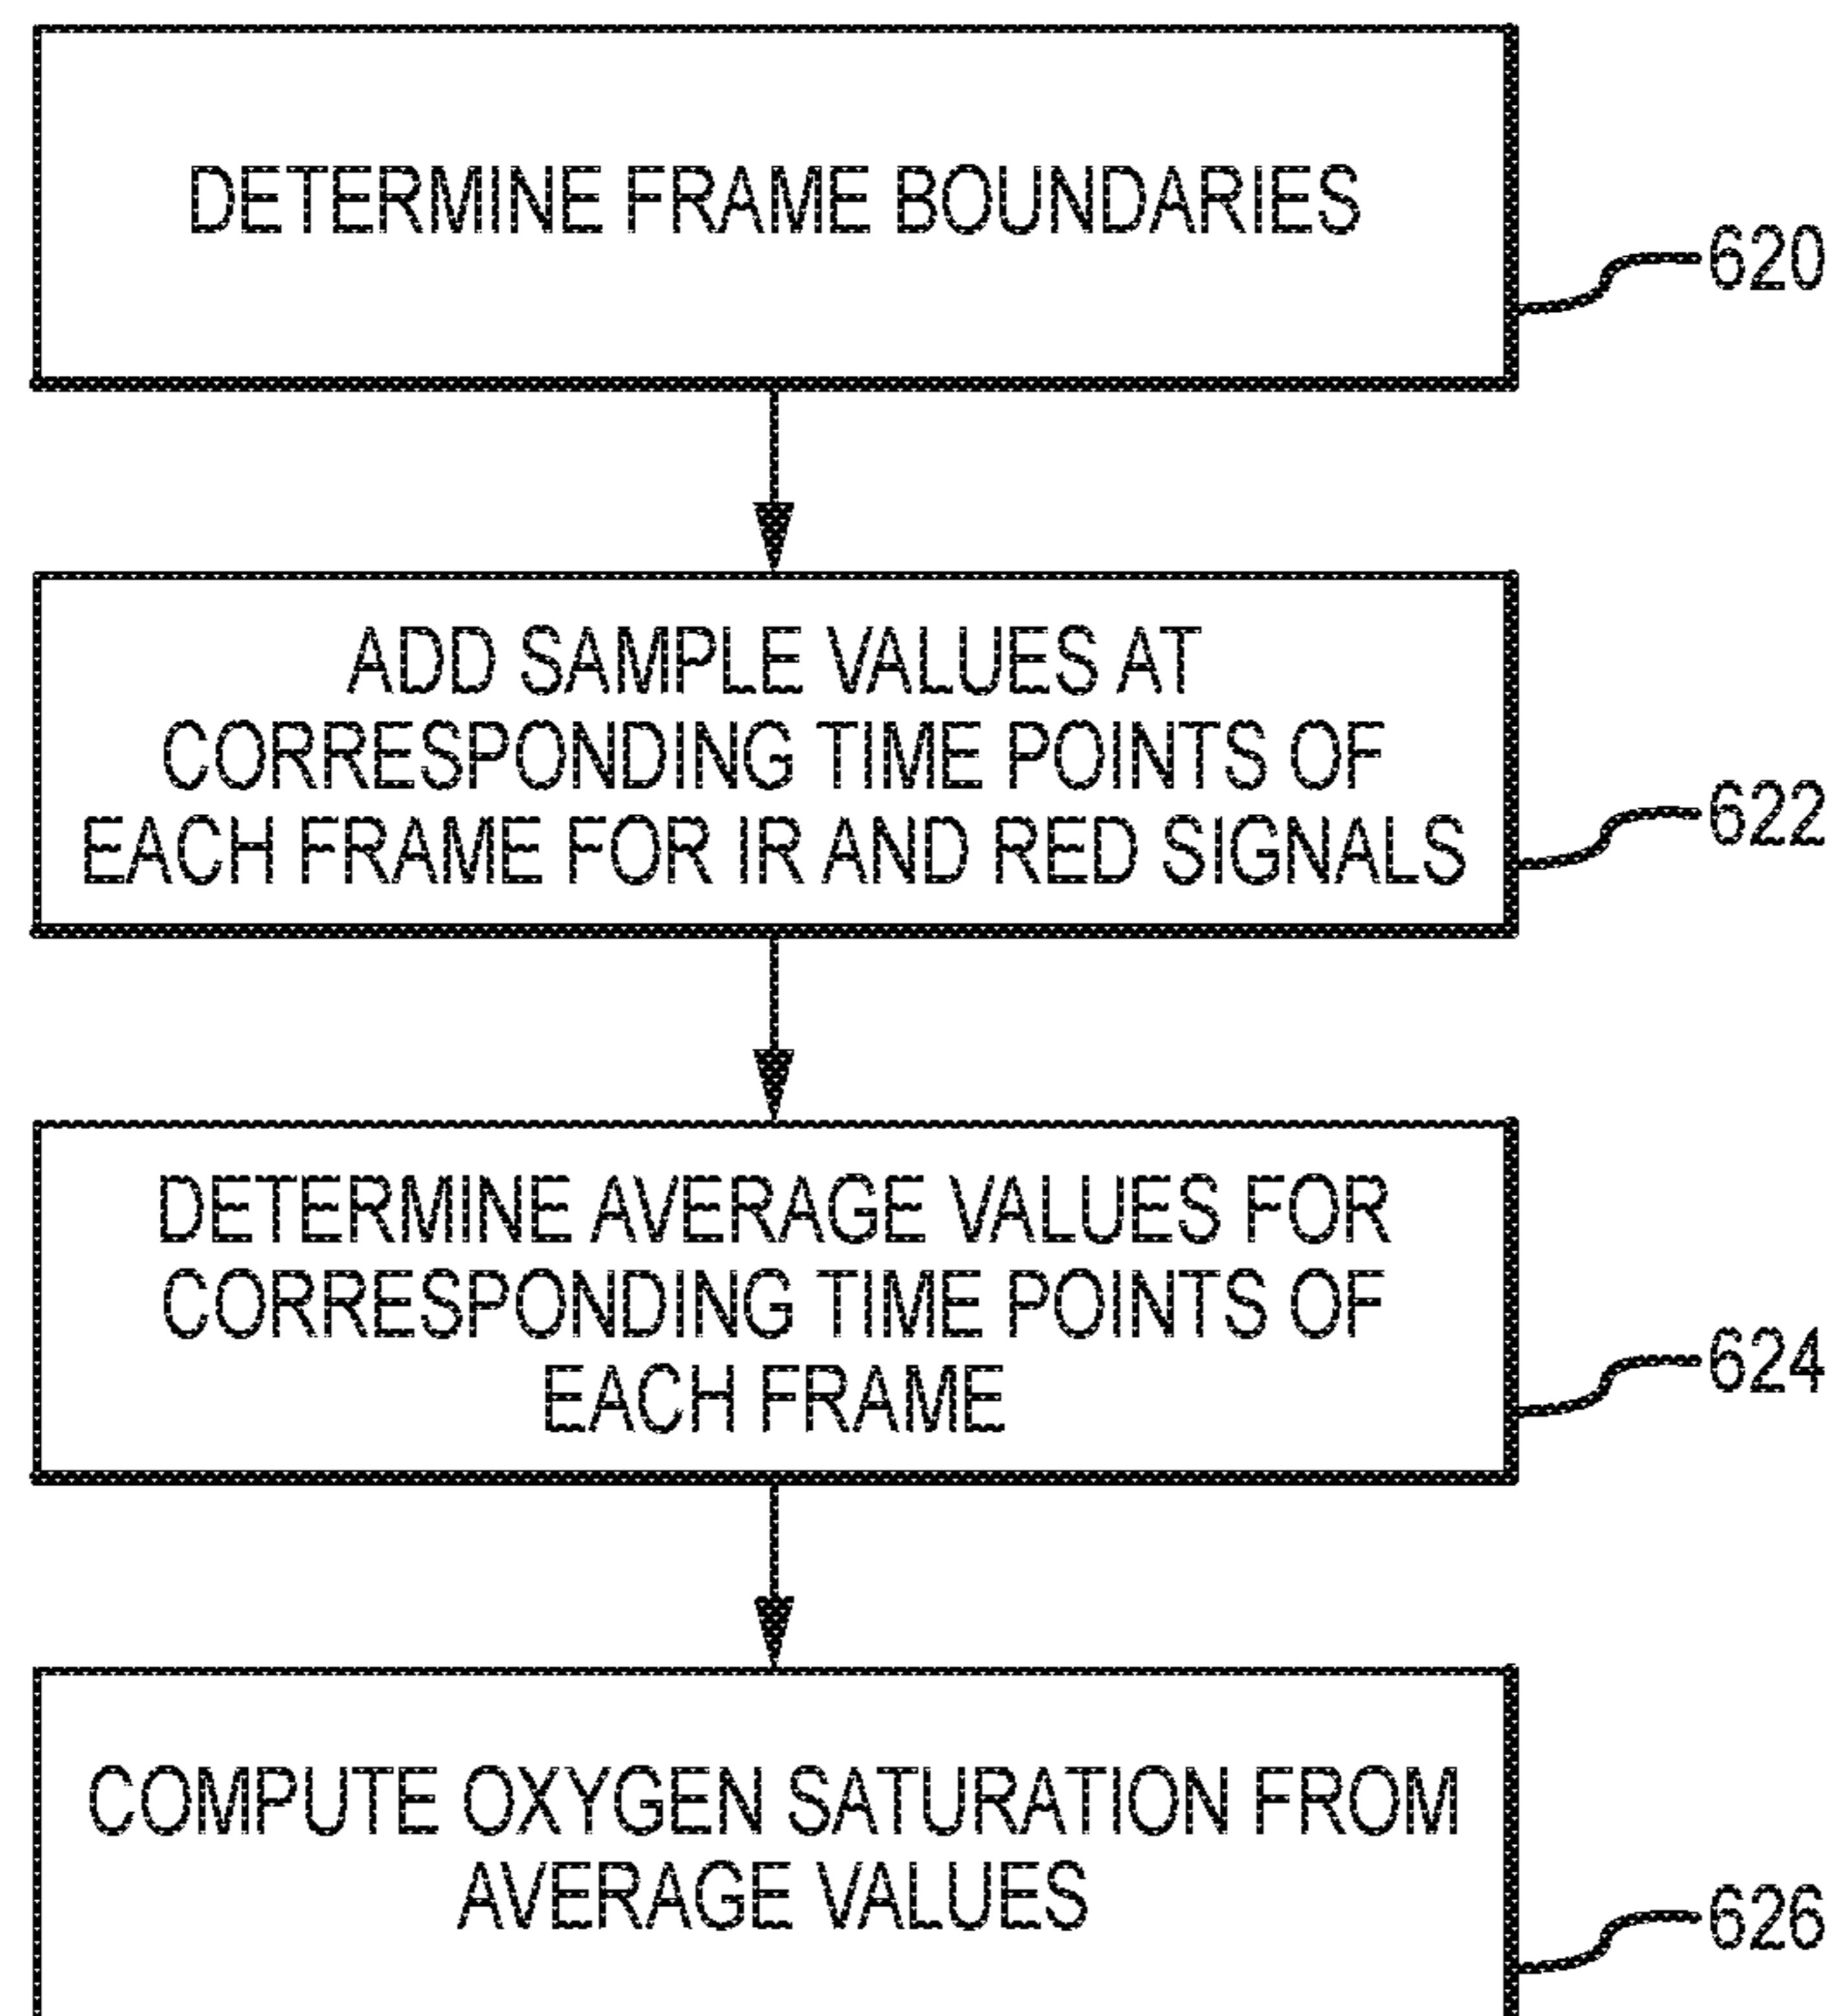 DETERMINE FRAME BOUNDARIES
620
ADD SAMPLE VALUES AT
CORRESPONDING TIME POINTS OF
EACH FRAME FOR IR AND RED SIGNALS
622
DETERMINE AVERAGE VALUES FOR
CORRESPONDING TIME POINTS OF
EACH FRAME
624
COMPUTE OXYGEN SATURATION FROM
AVERAGE VALUES
626